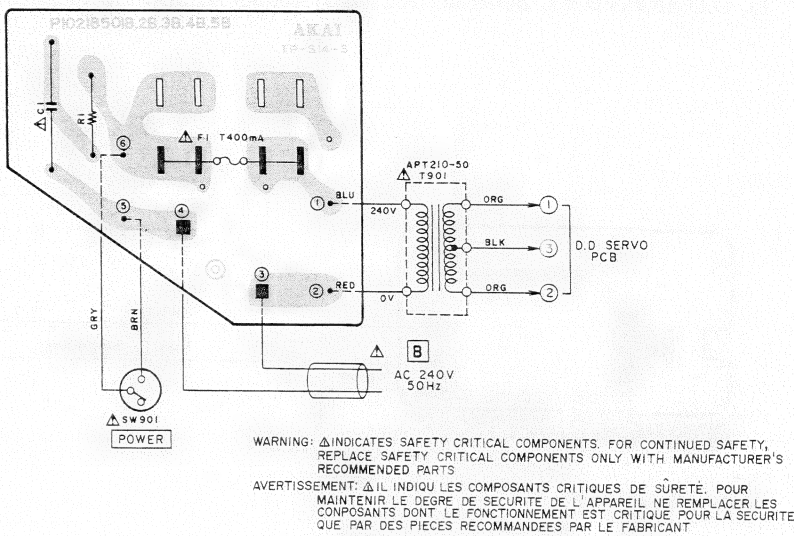 P1021850IB,2B,3B,4B,5B
AKAI
C1
R1
6
F1 T400mA
APT210-50
T901
5
4
1
BLU
240V
ORG
1
BLK
3
D.D SERVO
PCB
3
2
RED
0V
ORG
2
GRY
BRN
B
AC 240V
50Hz
SW901
POWER
WARNING: INDICATES SAFETY CRITICAL COMPONENTS. FOR CONTINUED SAFETY,
REPLACE SAFETY CRITICAL COMPONENTS ONLY WITH MANUFACTURER'S
RECOMMENDED PARTS
AVERTISSEMENT: IL INDIQU LES COMPOSANTS CRITIQUES DE SÛRETÉ. POUR
MAINTENIR LE DEGRE DE SECURITE DE L'APPAREIL NE REMPLACER LES
CONPOSANTS DONT LE FONCTIONNEMENT EST CRITIQUE POUR LA SECURITE
QUE PAR DES PIECES RECOMMANDEES PAR LE FABRICANT